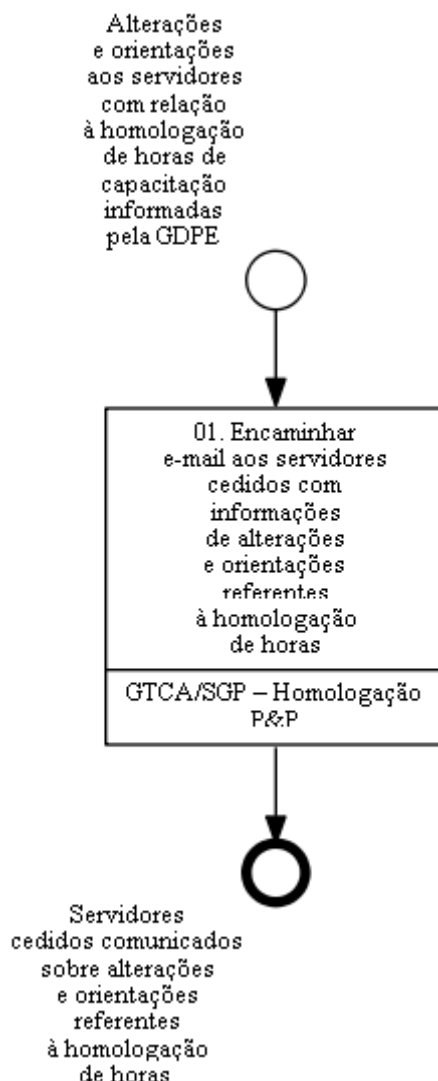 Alterações
e orientações
aos servidores
com relação
à homologação
de horas de
capacitação
informadas
pela GDPE
01. Encaminhar
e-mail aos servidores
cedidos com
informações
de alterações
e orientações
referentes
à homologação
de horas
GTCA/SGP – Homologação
P&P
Servidores
cedidos comunicados
sobre alterações
e orientações
referentes
à homologação
de horas